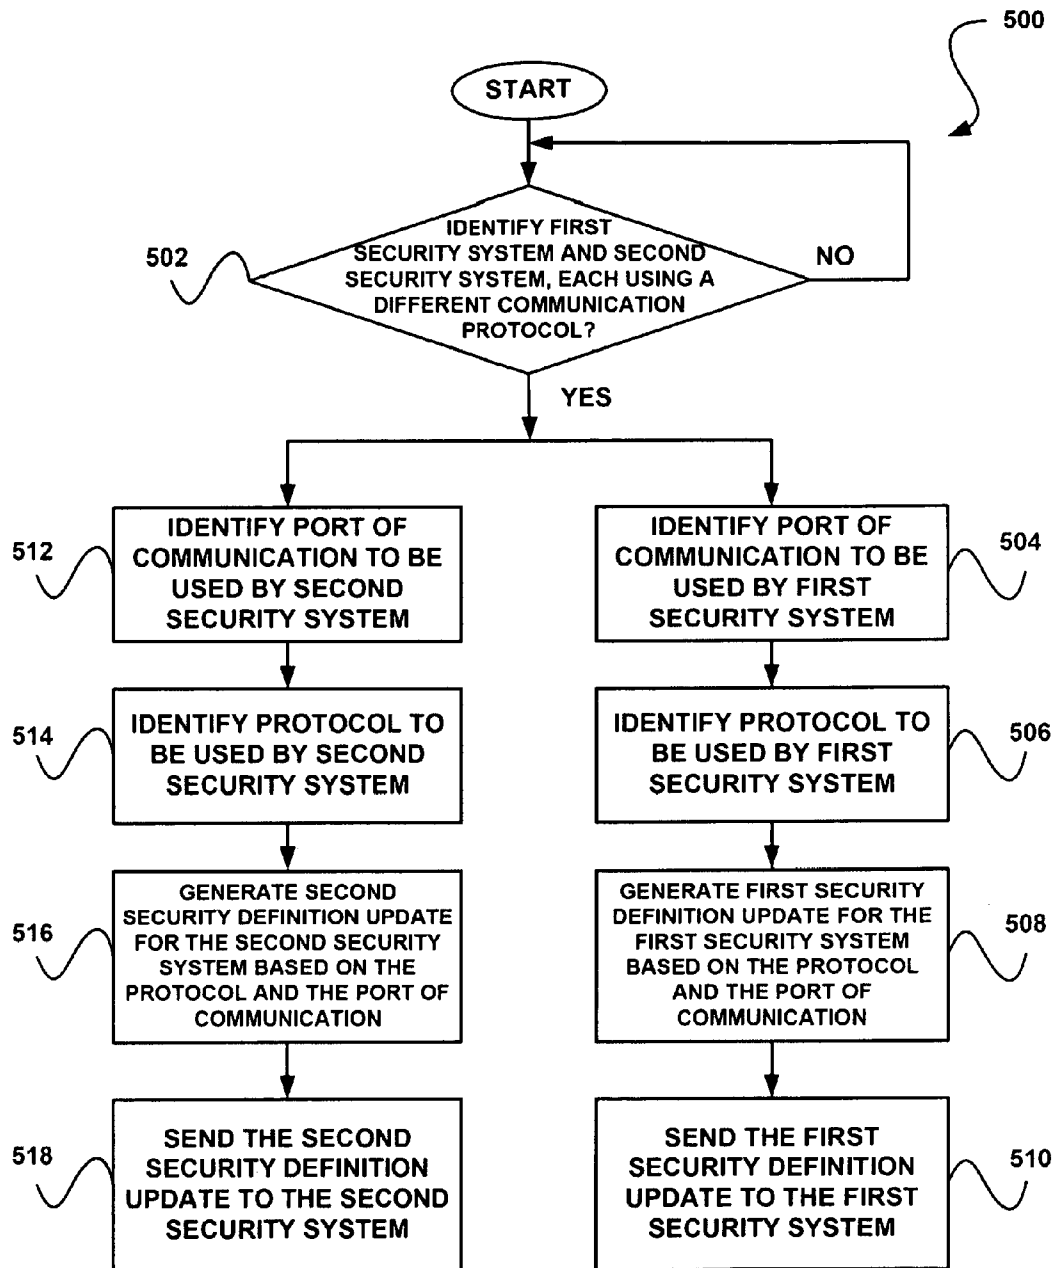 500
START
IDENTIFY FIRST
SECURITY SYSTEM AND SECOND
SECURITY SYSTEM, EACH USING A
DIFFERENT COMMUNICATION
PROTOCOL?
502
NO
YES
512
IDENTIFY PORT OF
COMMUNICATION TO BE
USED BY SECOND
SECURITY SYSTEM
IDENTIFY PORT OF
COMMUNICATION TO BE
USED BY FIRST
SECURITY SYSTEM
504
514
IDENTIFY PROTOCOL TO
BE USED BY SECOND
SECURITY SYSTEM
IDENTIFY PROTOCOL TO
BE USED BY FIRST
SECURITY SYSTEM
506
516
GENERATE SECOND
SECURITY DEFINITION UPDATE
FOR THE SECOND SECURITY
SYSTEM BASED ON THE
PROTOCOL AND THE PORT OF
COMMUNICATION
GENERATE FIRST SECURITY
DEFINITION UPDATE FOR THE
FIRST SECURITY SYSTEM
BASED ON THE PROTOCOL
AND THE PORT OF
COMMUNICATION
508
518
SEND THE SECOND
SECURITY DEFINITION
UPDATE TO THE SECOND
SECURITY SYSTEM
SEND THE FIRST
SECURITY DEFINITION
UPDATE TO THE FIRST
SECURITY SYSTEM
510